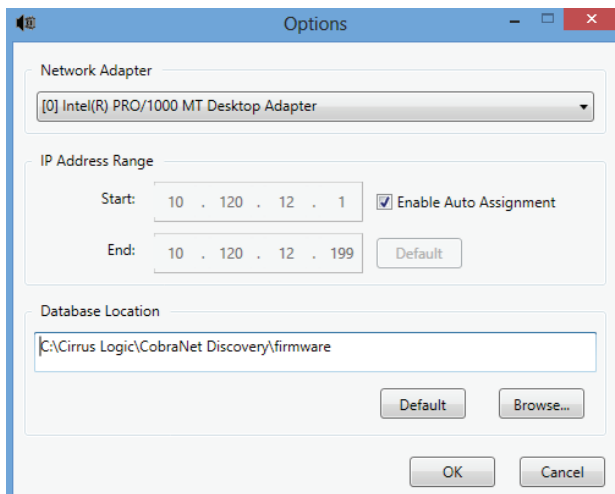 Options
Network Adapter
[0] Intel(R) PRO/1000 MT Desktop Adapter
IP Address Range
Start: 10 . 120 . 12 . 1 Enable Auto Assignment
End: 10 . 120 . 12 . 199 Default
Database Location
C:\Cirrus Logic\CobraNet Discovery\firmware
Default Browse...
OK Cancel